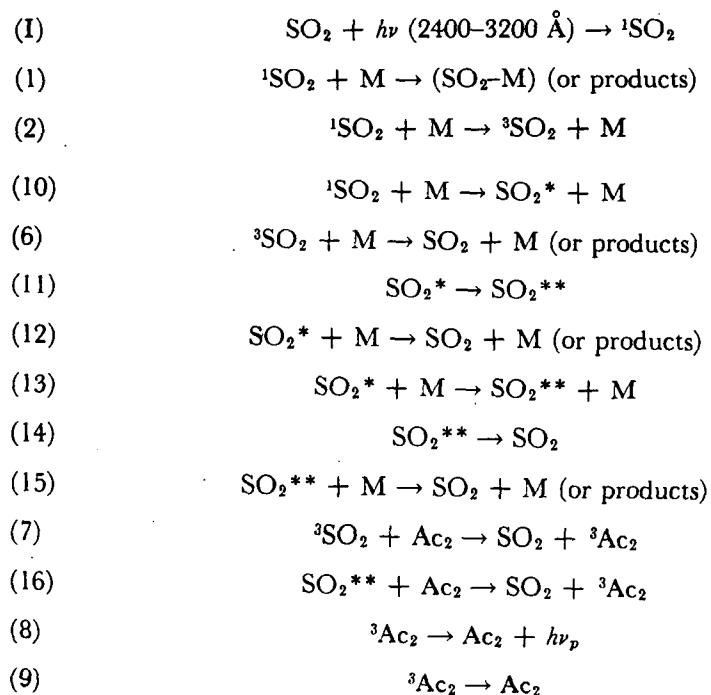 (I) SO₂ + hν (2400–3200 Å) → ¹SO₂
(1) ¹SO₂ + M → (SO₂–M) (or products)
(2) ¹SO₂ + M → ³SO₂ + M
(10) ¹SO₂ + M → SO₂* + M
(6) ³SO₂ + M → SO₂ + M (or products)
(11) SO₂* → SO₂**
(12) SO₂* + M → SO₂ + M (or products)
(13) SO₂* + M → SO₂** + M
(14) SO₂** → SO₂
(15) SO₂** + M → SO₂ + M (or products)
(7) ³SO₂ + Ac₂ → SO₂ + ³Ac₂
(16) SO₂** + Ac₂ → SO₂ + ³Ac₂
(8) ³Ac₂ → Ac₂ + hνₚ
(9) ³Ac₂ → Ac₂